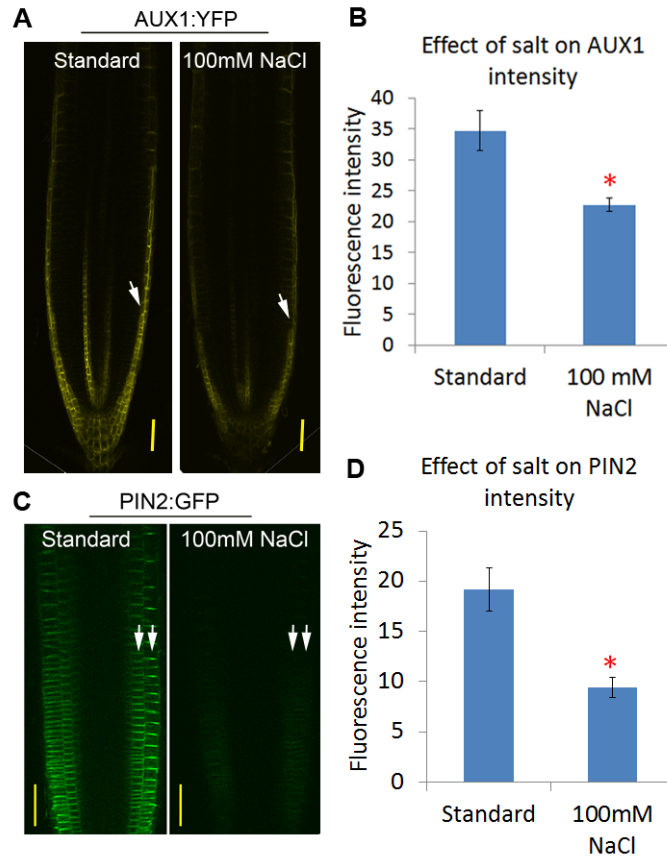 A
AUX1:YFP
Standard
100mM NaCl
B
Effect of salt on AUX1
intensity
Fluorescence intensity
40
35
30
25
20
15
10
5
0
*
Standard
100 mM
NaCl
C
PIN2:GFP
Standard
100mM NaCl
D
Effect of salt on PIN2
intensity
Fluorescence intensity
25
20
15
10
5
0
*
Standard
100mM
NaCl